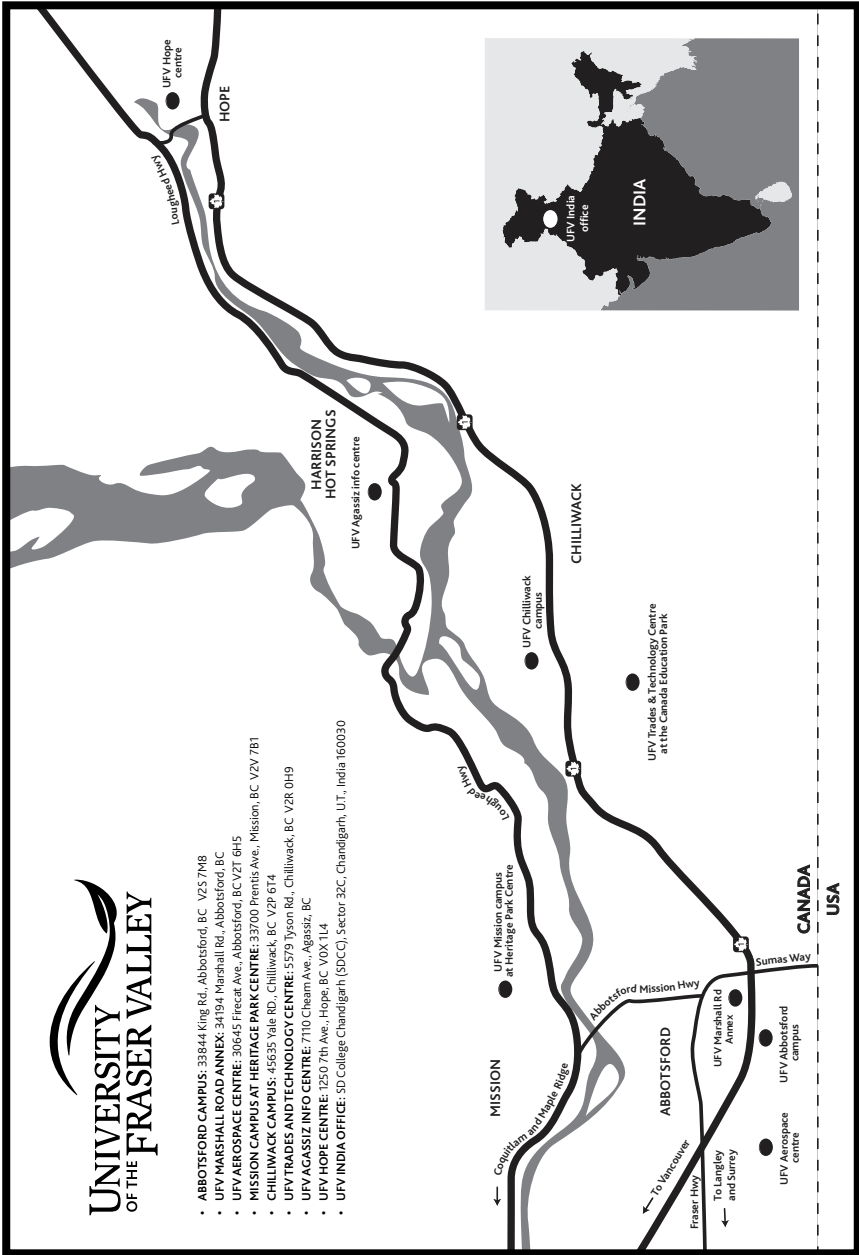 UNIVERSITY
OF THE FRASER VALLEY
• ABBOTSFORD CAMPUS: 33844 King Rd., Abbotsford, BC V2S 7M8
• UFV MARSHALL ROAD ANNEX: 34194 Marshall Rd., Abbotsford, BC
• UFV AEROSPACE CENTRE: 30645 Firecat Ave., Abbotsford, BC V2T 6H5
• MISSION CAMPUS AT HERITAGE PARK CENTRE: 33700 Prentis Ave., Mission, BC V2V 7B1
• CHILLIWACK CAMPUS: 45635 Yale RD., Chilliwack, BC V2P 6T4
• UFV TRADES AND TECHNOLOGY CENTRE: 5579 Tyson Rd., Chilliwack, BC V2R 0H9
• UFV AGASSIZ INFO CENTRE: 7110 Cheam Ave., Agassiz, BC
• UFV HOPE CENTRE: 1250 7th Ave., Hope, BC V0X 1L4
• UFV INDIA OFFICE: SD College Chandigarh (SDCC), Sector 32C, Chandigarh, U.T., India 160030
UFV Hope
centre
HOPE
Lougheed Hwy
1
HARRISON
HOT SPRINGS
UFV Agassiz info centre
1
CHILLIWACK
UFV Chilliwack
campus
UFV Trades & Technology Centre
at the Canada Education Park
1
Lougheed Hwy
UFV Mission campus
at Heritage Park Centre
MISSION
Coquitlam and Maple Ridge
Abbotsford Mission Hwy
1
Sumas Way
ABBOTSFORD
UFV Marshall Rd
Annex
UFV Abbotsford
campus
UFV Aerospace
centre
To Vancouver
Fraser Hwy
To Langley
and Surrey
CANADA
USA
UFV India
office
INDIA